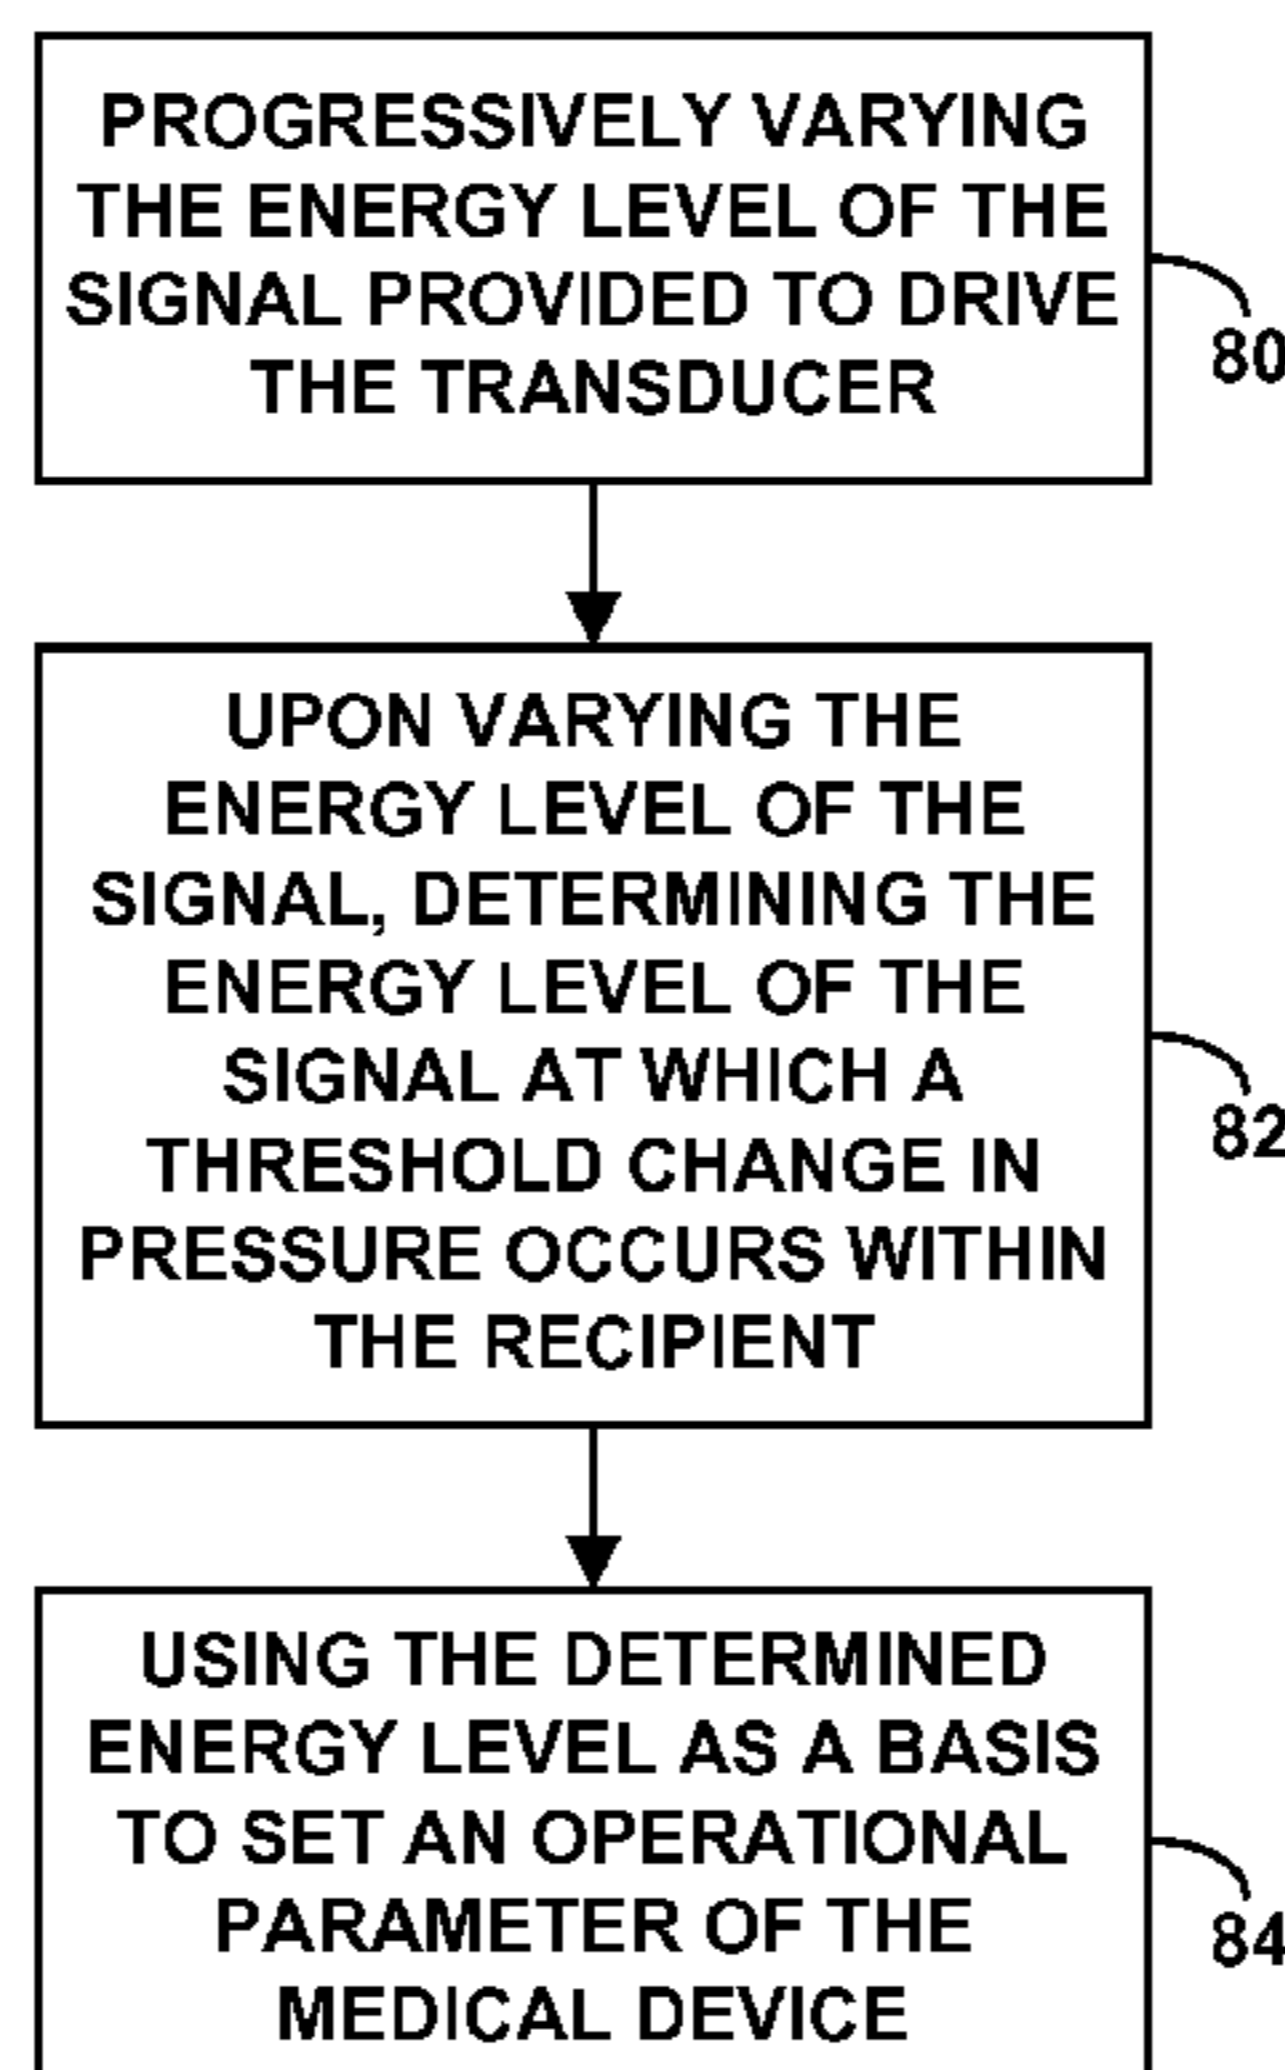 PROGRESSIVELY VARYING
THE ENERGY LEVEL OF THE
SIGNAL PROVIDED TO DRIVE
THE TRANSDUCER
80
UPON VARYING THE
ENERGY LEVEL OF THE
SIGNAL, DETERMINING THE
ENERGY LEVEL OF THE
SIGNAL AT WHICH A
THRESHOLD CHANGE IN
PRESSURE OCCURS WITHIN
THE RECIPIENT
82
USING THE DETERMINED
ENERGY LEVEL AS A BASIS
TO SET AN OPERATIONAL
PARAMETER OF THE
MEDICAL DEVICE
84